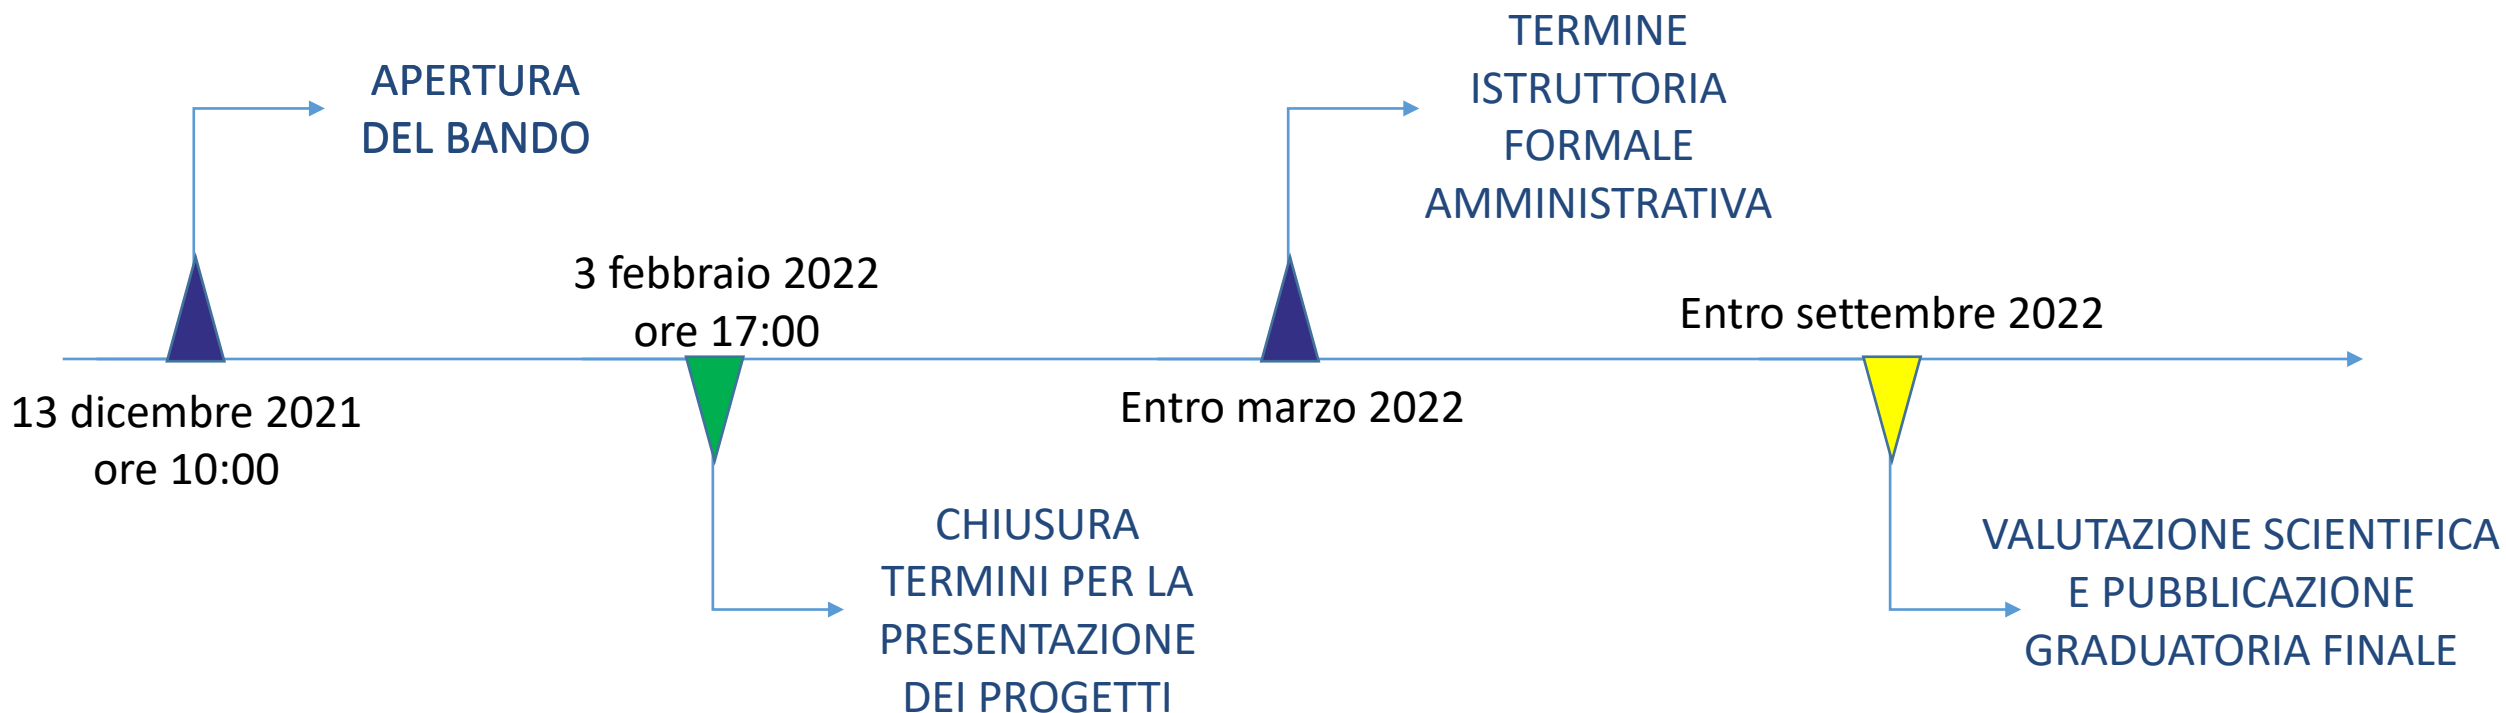 APERTURA
DEL BANDO
13 dicembre 2021
ore 10:00
3 febbraio 2022
ore 17:00
CHIUSURA
TERMINI PER LA
PRESENTAZIONE
DEI PROGETTI
TERMINE
ISTRUTTORIA
FORMALE
AMMINISTRATIVA
Entro marzo 2022
Entro settembre 2022
VALUTAZIONE SCIENTIFICA
E PUBBLICAZIONE
GRADUATORIA FINALE